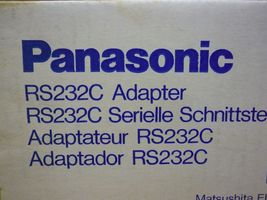 Panasonic
RS232C Adapter
RS232C Serielle Schnittste
Adaptateur RS232C
Adaptador RS232C
Matsushita El